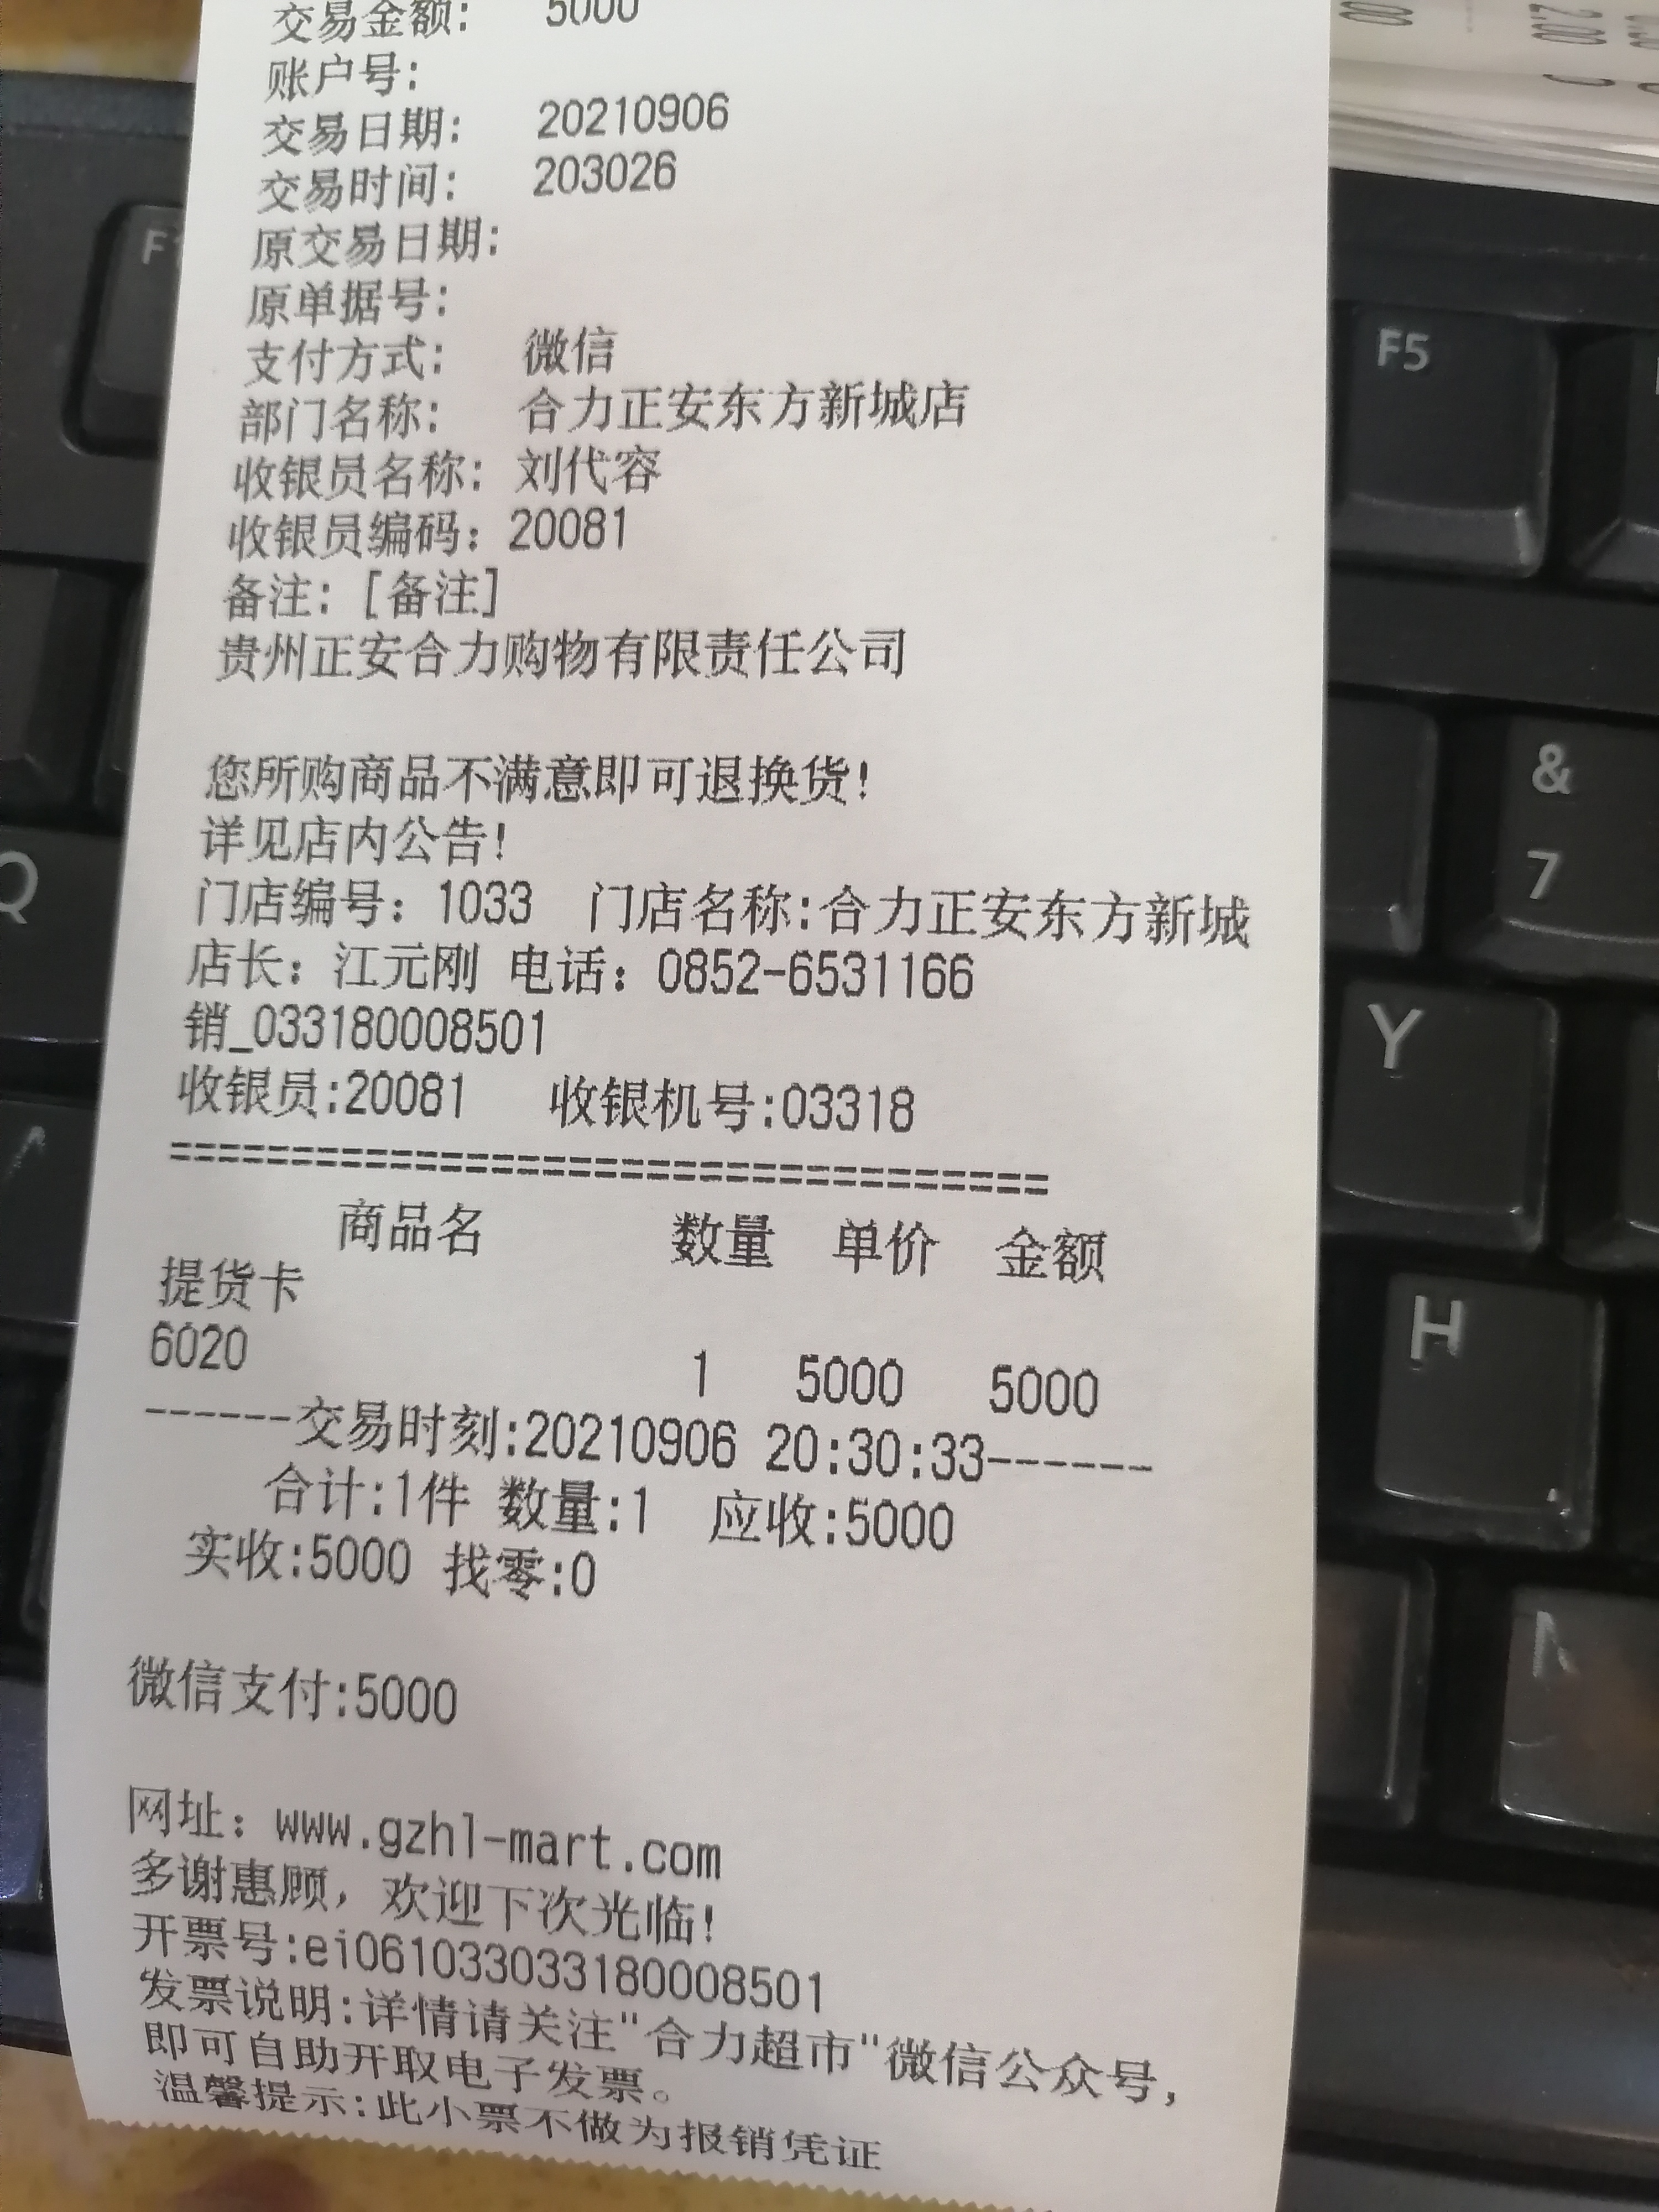 交易金额: 5000
账户号:
交易日期: 20210906
交易时间: 203026
原交易日期:
原单据号:
支付方式: 微信
部门名称: 合力正安东方新城店
收银员名称: 刘代容
收银员编码: 20081
备注: [备注]
贵州正安合力购物有限责任公司
您所购商品不满意即可退换货!
详见店内公告!
门店编号: 1033 门店名称:合力正安东方新城
店长: 江元刚 电话: 0852-6531166
销_033180008501
收银员:20081 收银机号:03318
===================================
商品名 数量 单价 金额
提货卡
6020 1 5000 5000
------交易时刻:20210906 20:30:33------
合计:1件 数量:1 应收:5000
实收:5000 找零:0
微信支付:5000
网址: www.gzhl-mart.com
多谢惠顾, 欢迎下次光临!
开票号:ei061033033180008501
发票说明:详情请关注"合力超市"微信公众号,
即可自助开取电子发票。
温馨提示:此小票不做为报销凭证
F5
&
7
Q
Y
H